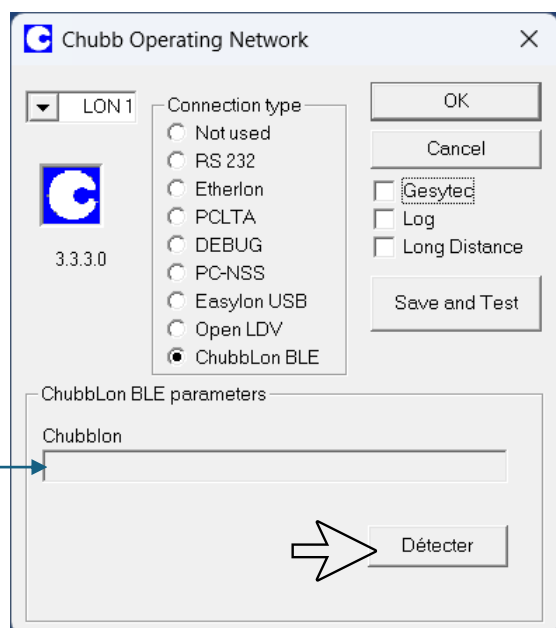 Chubb Operating Network
LON 1
3.3.3.0
Connection type
Not used
RS 232
Etherlon
PCLTA
DEBUG
PC-NSS
Easylon USB
Open LDV
ChubbLon BLE
OK
Cancel
Gesytec
Log
Long Distance
Save and Test
ChubbLon BLE parameters
Chubblon
Détecter